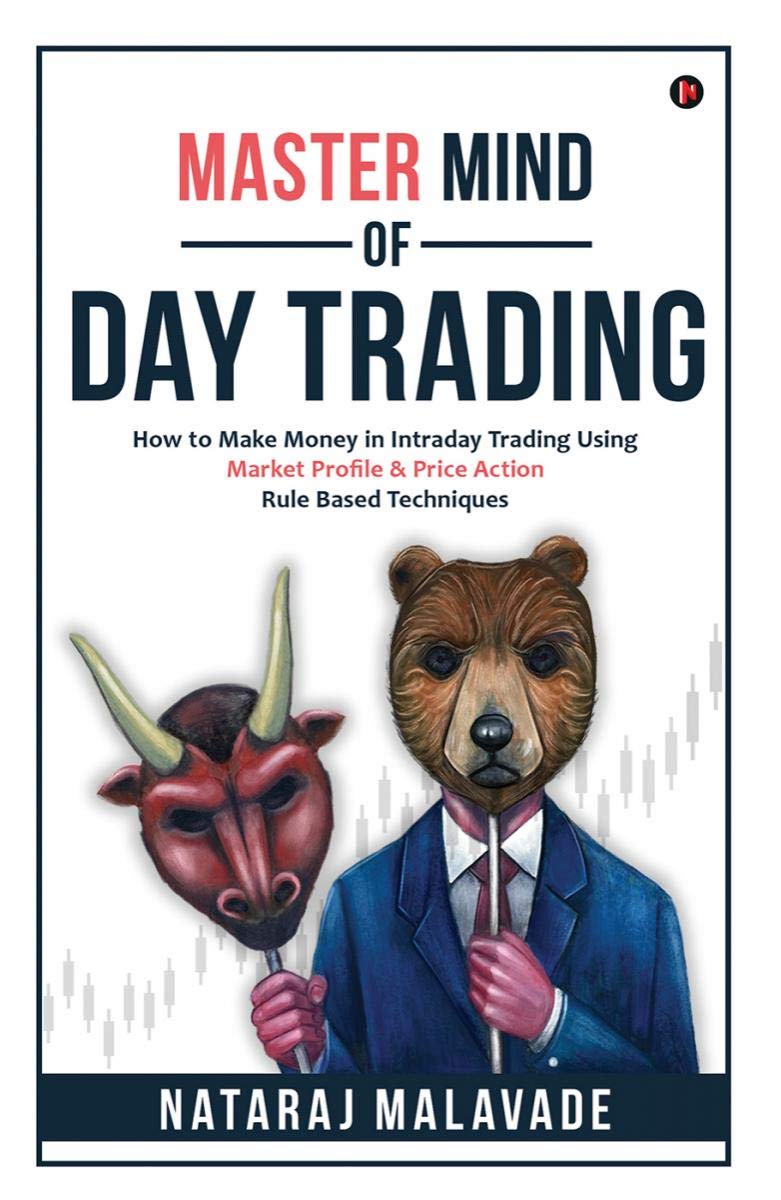 N
MASTER MIND
OF
DAY TRADING
How to Make Money in Intraday Trading Using
Market Profile & Price Action
Rule Based Techniques
NATARAJ MALAVADE